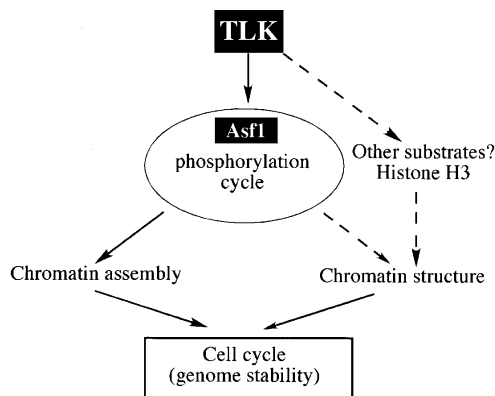 TLK
Asf1
phosphorylation
cycle
Other substrates?
Histone H3
Chromatin assembly
Chromatin structure
Cell cycle
(genome stability)